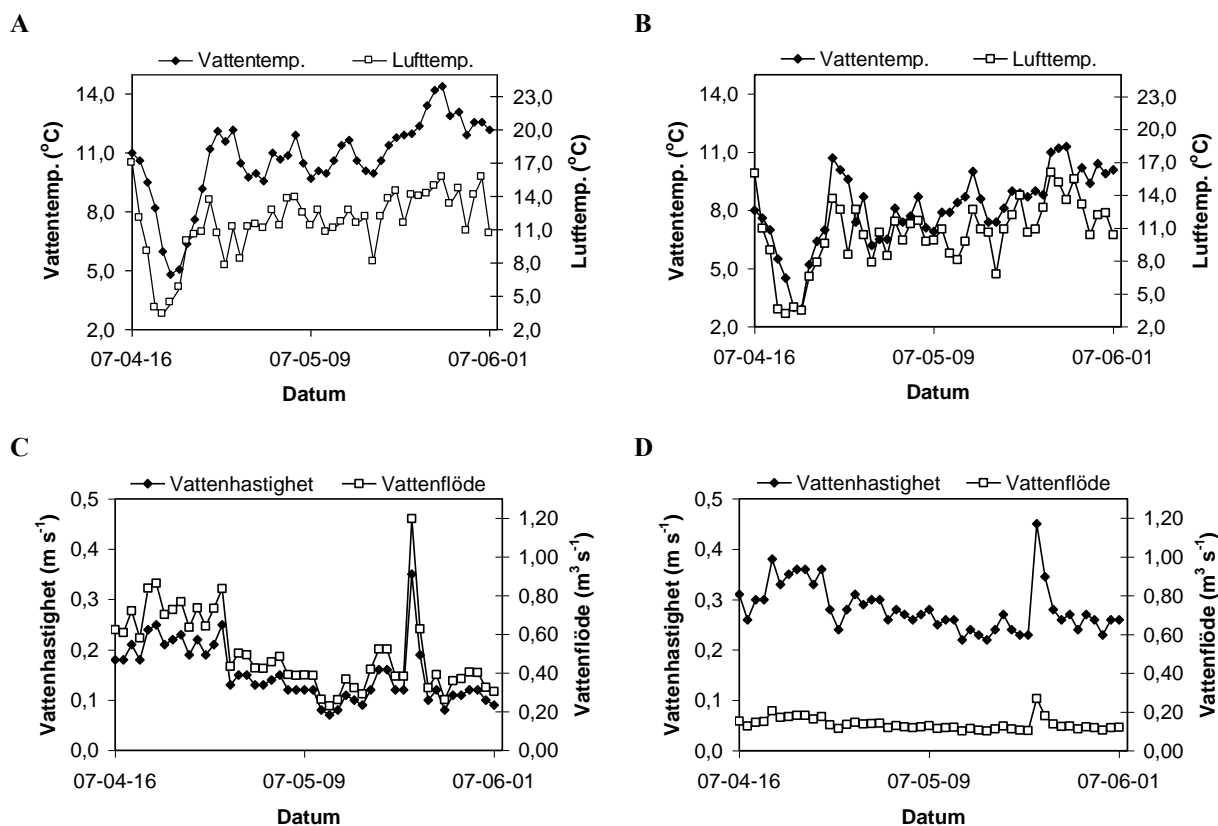 A
Vattentemp. Lufttemp.
Vattentemp. (°C)
14,0
11,0
8,0
5,0
2,0
23,0
20,0
17,0
14,0
11,0
8,0
5,0
2,0
Lufttemp. (°C)
07-04-16 07-05-09 07-06-01
Datum
B
Vattentemp. Lufttemp.
Vattentemp. (°C)
14,0
11,0
8,0
5,0
2,0
23,0
20,0
17,0
14,0
11,0
8,0
5,0
2,0
Lufttemp. (°C)
07-04-16 07-05-09 07-06-01
Datum
C
Vattenhastighet Vattenflöde
Vattenhastighet (m s⁻¹)
0,5
0,4
0,3
0,2
0,1
0,0
1,20
1,00
0,80
0,60
0,40
0,20
0,00
Vattenflöde (m³ s⁻¹)
07-04-16 07-05-09 07-06-01
Datum
D
Vattenhastighet Vattenflöde
Vattenhastighet (m s⁻¹)
0,5
0,4
0,3
0,2
0,1
0,0
1,20
1,00
0,80
0,60
0,40
0,20
0,00
Vattenflöde (m³ s⁻¹)
07-04-16 07-05-09 07-06-01
Datum